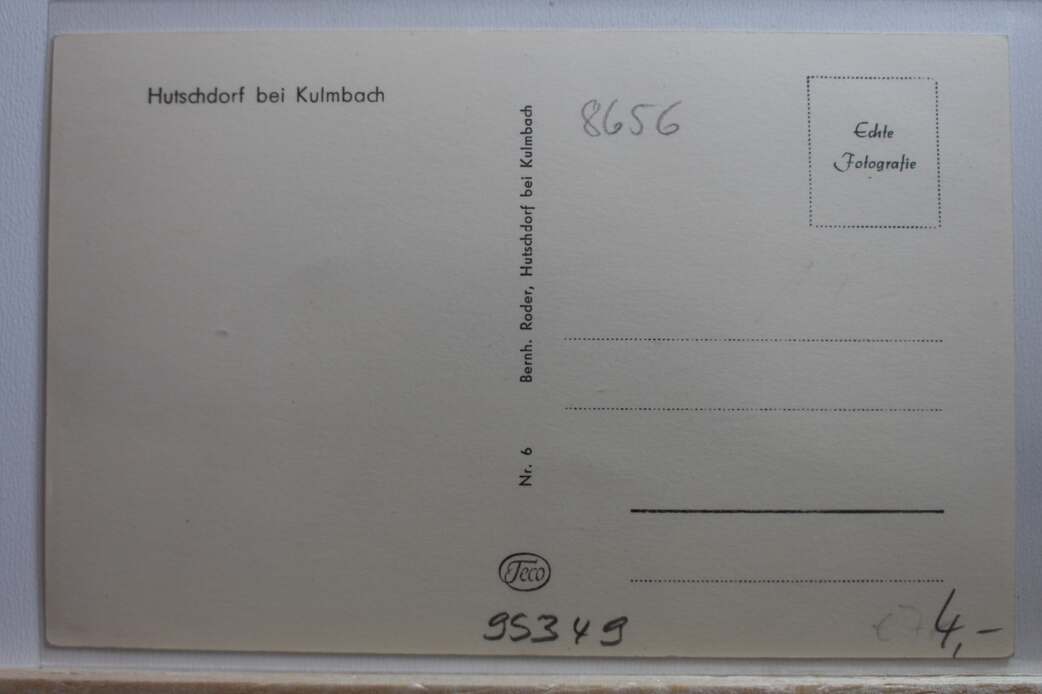 Hutschdorf bei Kulmbach
Nr. 6 Bernh. Roder, Hutschdorf bei Kulmbach
8656
Echte
Fotografie
Teco
95349
4,-